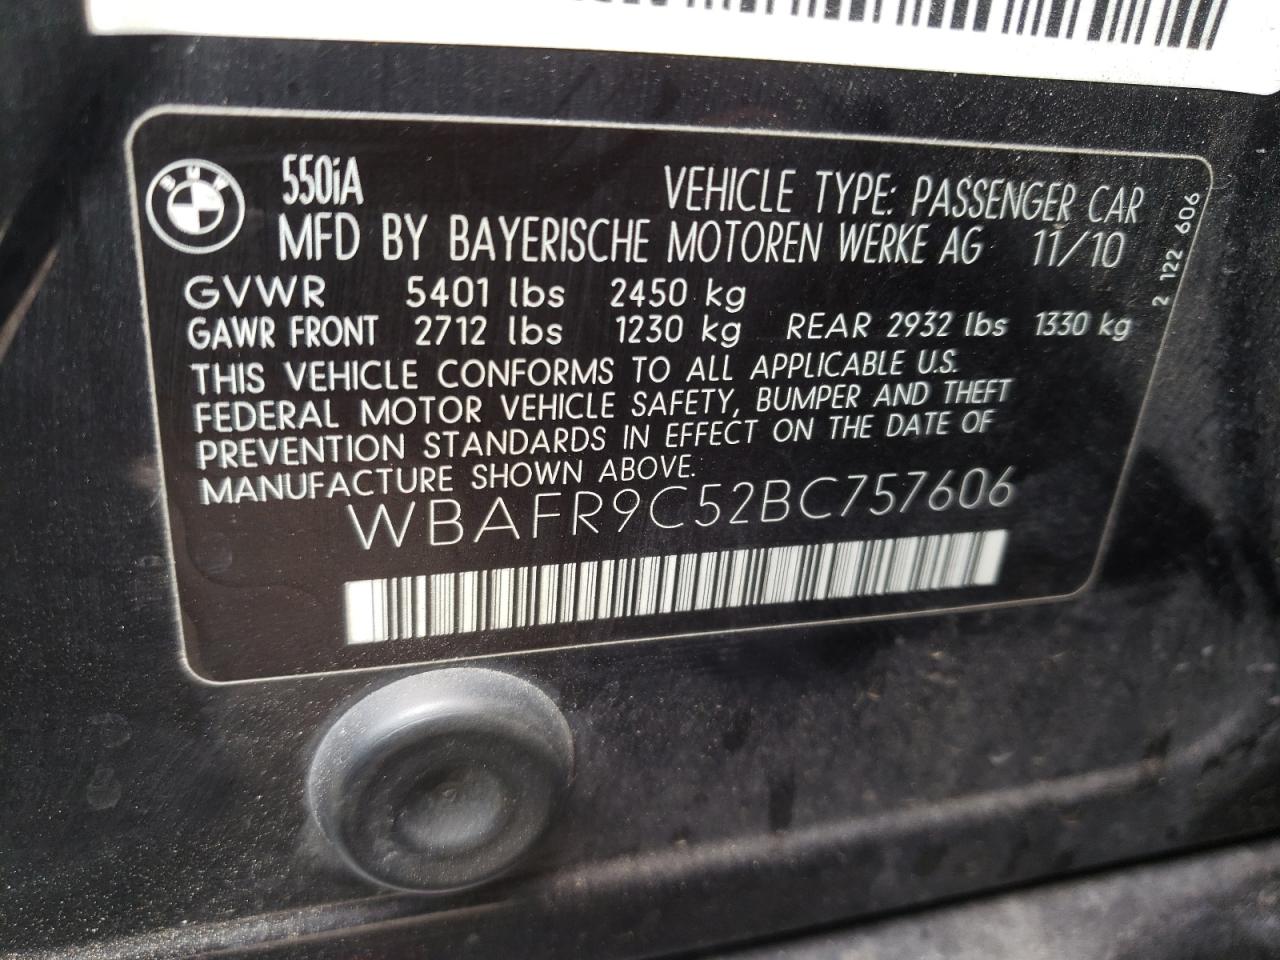 BMW
550iA
VEHICLE TYPE: PASSENGER CAR
MFD BY BAYERISCHE MOTOREN WERKE AG 11/10
GVWR 5401 lbs 2450 kg
GAWR FRONT 2712 lbs 1230 kg REAR 2932 lbs 1330 kg
THIS VEHICLE CONFORMS TO ALL APPLICABLE U.S.
FEDERAL MOTOR VEHICLE SAFETY, BUMPER AND THEFT
PREVENTION STANDARDS IN EFFECT ON THE DATE OF
MANUFACTURE SHOWN ABOVE.
WBAFR9C52BC757606
2 122 606